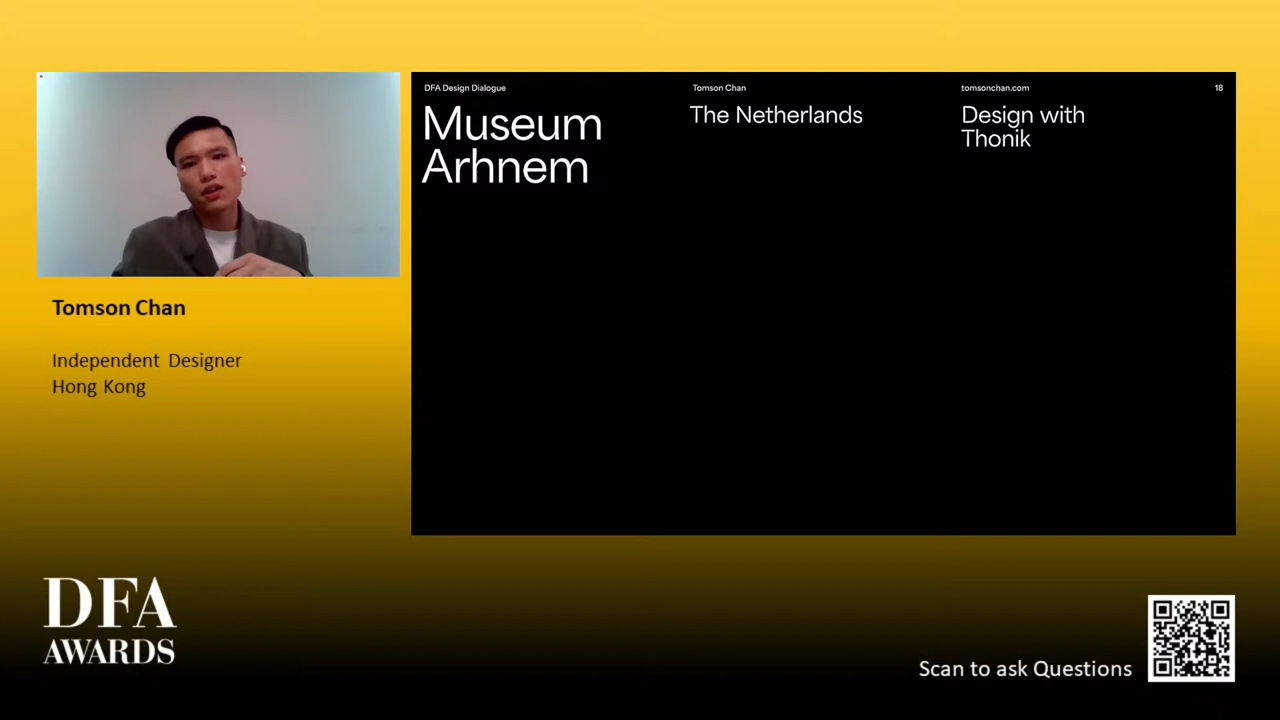 DFA Design Dialogue
Tomson Chan
tomsonchan.com
18
Museum
Arhnem
The Netherlands
Design with
Thonik
Tomson Chan
Independent Designer
Hong Kong
DFA
AWARDS
Scan to ask Questions